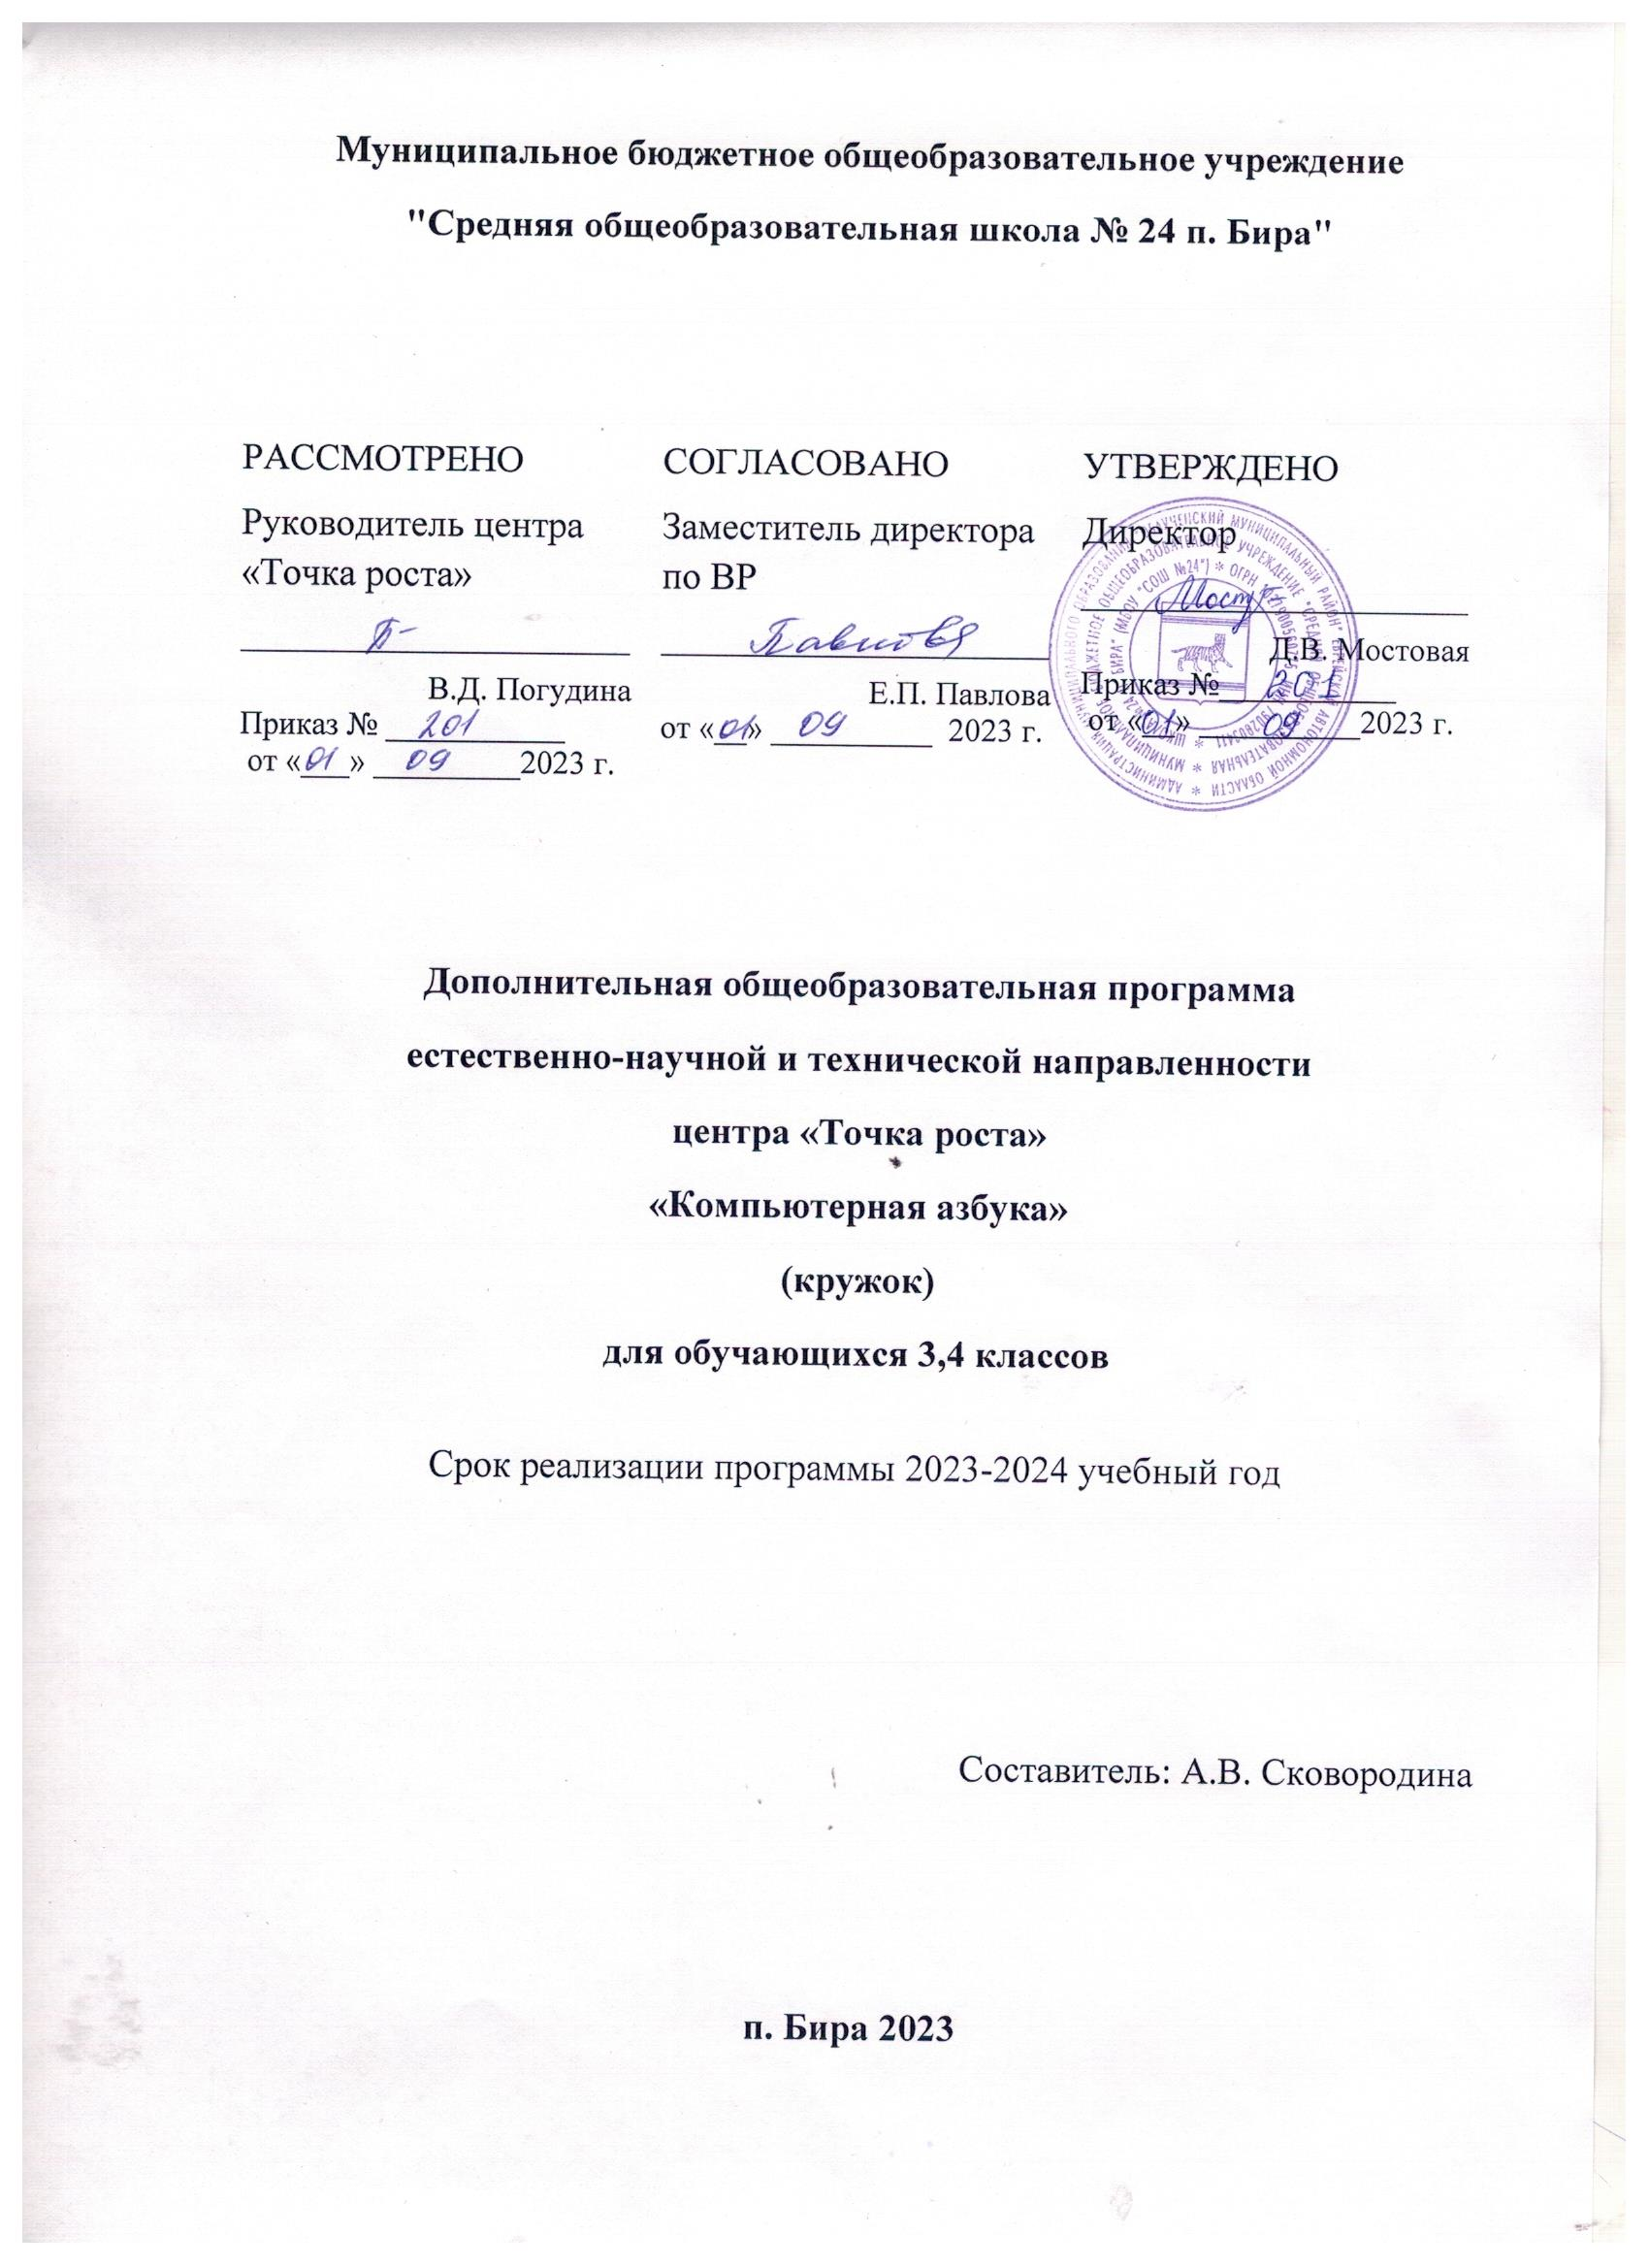 Муниципальное бюджетное общеобразовательное учреждение
"Средняя общеобразовательная школа № 24 п. Бира"
РАССМОТРЕНО
Руководитель центра
«Точка роста»
В.Д. Погудина
Приказ № 201
от «01» 09 2023 г.
СОГЛАСОВАНО
Заместитель директора
по ВР
Павлова
Е.П. Павлова
от «01» 09 2023 г.
УТВЕРЖДЕНО
Директор
Д.В. Мостовая
Приказ № 201
от «01» 09 2023 г.
Дополнительная общеобразовательная программа
естественно-научной и технической направленности
центра «Точка роста»
«Компьютерная азбука»
(кружок)
для обучающихся 3,4 классов
Срок реализации программы 2023-2024 учебный год
Составитель: А.В. Сковородина
п. Бира 2023